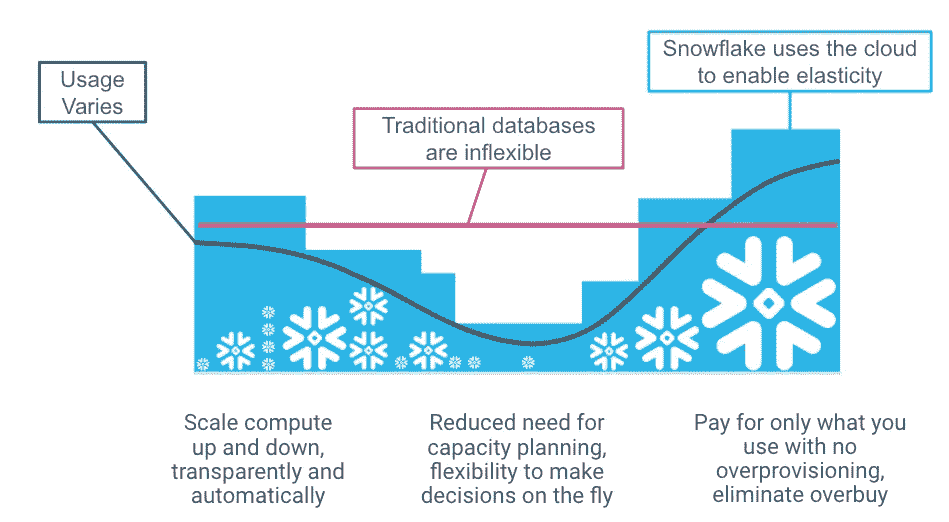 Snowflake uses the cloud
to enable elasticity
Usage
Varies
Traditional databases
are inflexible
Scale compute
up and down,
transparently and
automatically
Reduced need for
capacity planning,
flexibility to make
decisions on the fly
Pay for only what you
use with no
overprovisioning,
eliminate overbuy